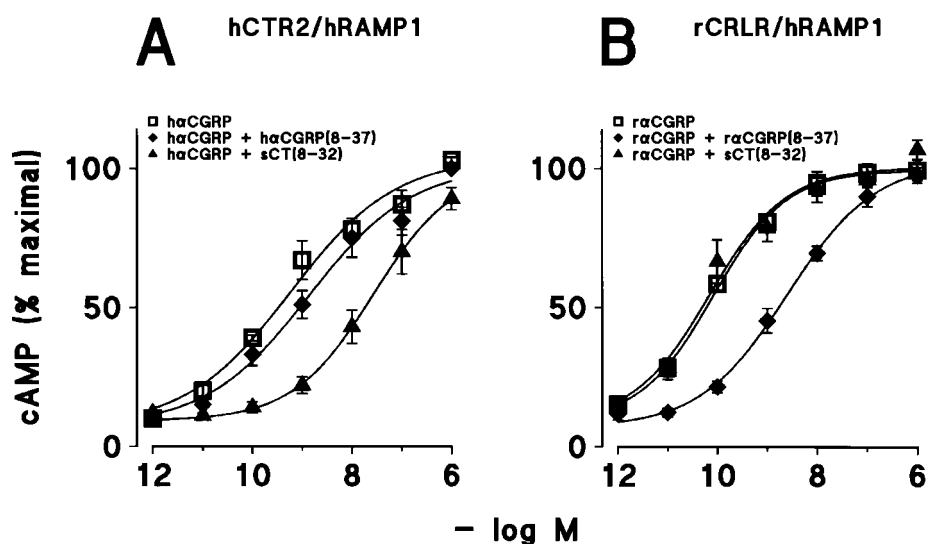 A
hCTR2/hRAMP1
hαCGRP
hαCGRP + hαCGRP(8-37)
hαCGRP + sCT(8-32)
cAMP (% maximal)
100
50
0
12 10 8 6
B
rCRLR/hRAMP1
rαCGRP
rαCGRP + rαCGRP(8-37)
rαCGRP + sCT(8-32)
100
50
0
12 10 8 6
- log M